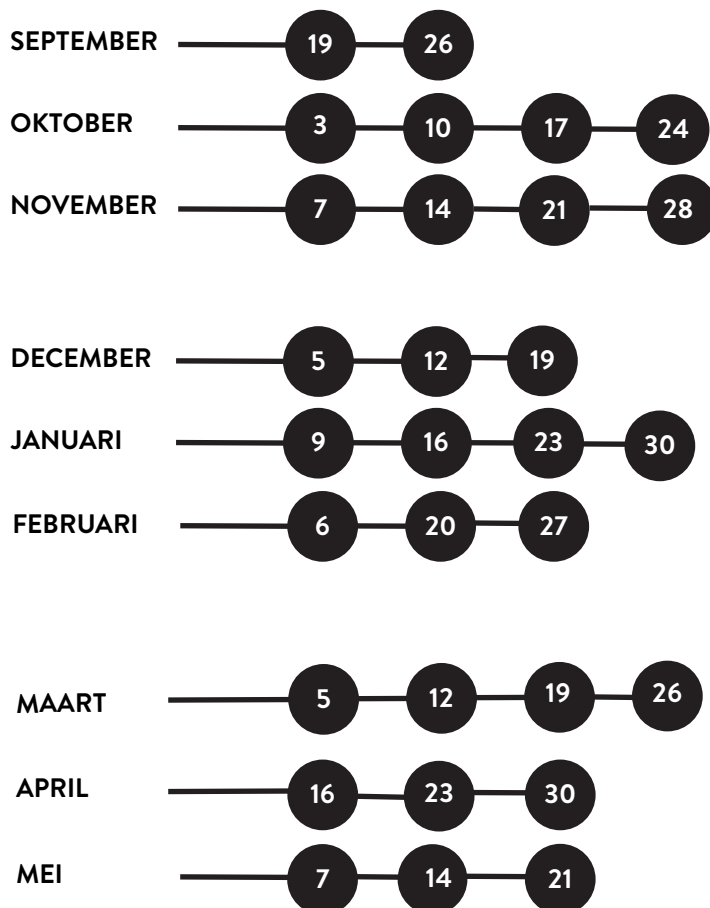 SEPTEMBER 19 26
OKTOBER 3 10 17 24
NOVEMBER 7 14 21 28
DECEMBER 5 12 19
JANUARI 9 16 23 30
FEBRUARI 6 20 27
MAART 5 12 19 26
APRIL 16 23 30
MEI 7 14 21